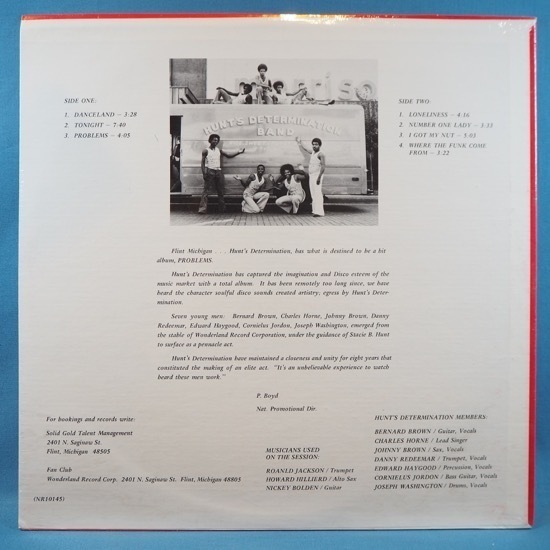 SIDE ONE:
1. DANCELAND – 3:28
2. TONIGHT – 7:40
3. PROBLEMS – 4:05
SIDE TWO:
1. LONELINESS – 4:16
2. NUMBER ONE LADY – 3:33
3. I GOT MY NUT – 5:03
4. WHERE THE FUNK COME
FROM – 3:22
HUNT'S DETERMINATION
BAND
Flint Michigan . . . Hunt's Determination, has what is destined to be a hit
album, PROBLEMS.
Hunt's Determination has captured the imagination and Disco esteem of the
music market with a total album. It has been remotely too long since, we have
heard the character soulful disco sounds created artistry; egress by Hunt's Deter-
mination.
Seven young men: Bernard Brown, Charles Horne, Johnny Brown, Danny
Redeemar, Eduard Haygood, Cornielus Jordon, Joseph Washington, emerged from
the stable of Wonderland Record Corporation, under the guidance of Stacie B. Hunt
to surface as a pennacle act.
Hunt's Determination have maintained a closeness and unity for eight years that
constituted the making of an elite act. "It's an unbelievable experience to watch
heard these men work."
P. Boyd
Nat. Promotional Dir.
For bookings and records write:
Solid Gold Talent Management
2401 N. Saginaw St.
Flint, Michigan 48505
Fan Club
Wonderland Record Corp. 2401 N. Saginaw St. Flint, Michigan 48805
(NR10145)
MUSICIANS USED
ON THE SESSION:
ROANLD JACKSON / Trumpet
HOWARD HILLIERD / Alto Sax
NICKEY BOLDEN / Guitar
HUNT'S DETERMINATION MEMBERS:
BERNARD BROWN / Guitar, Vocals
CHARLES HORNE / Lead Singer
JOHNNY BROWN / Sax, Vocals
DANNY REDEEMAR / Trumpet, Vocals
EDWARD HAYGOOD / Percussion, Vocals
CORNIELUS JORDON / Bass Guitar, Vocals
JOSEPH WASHINGTON / Drums, Vocals